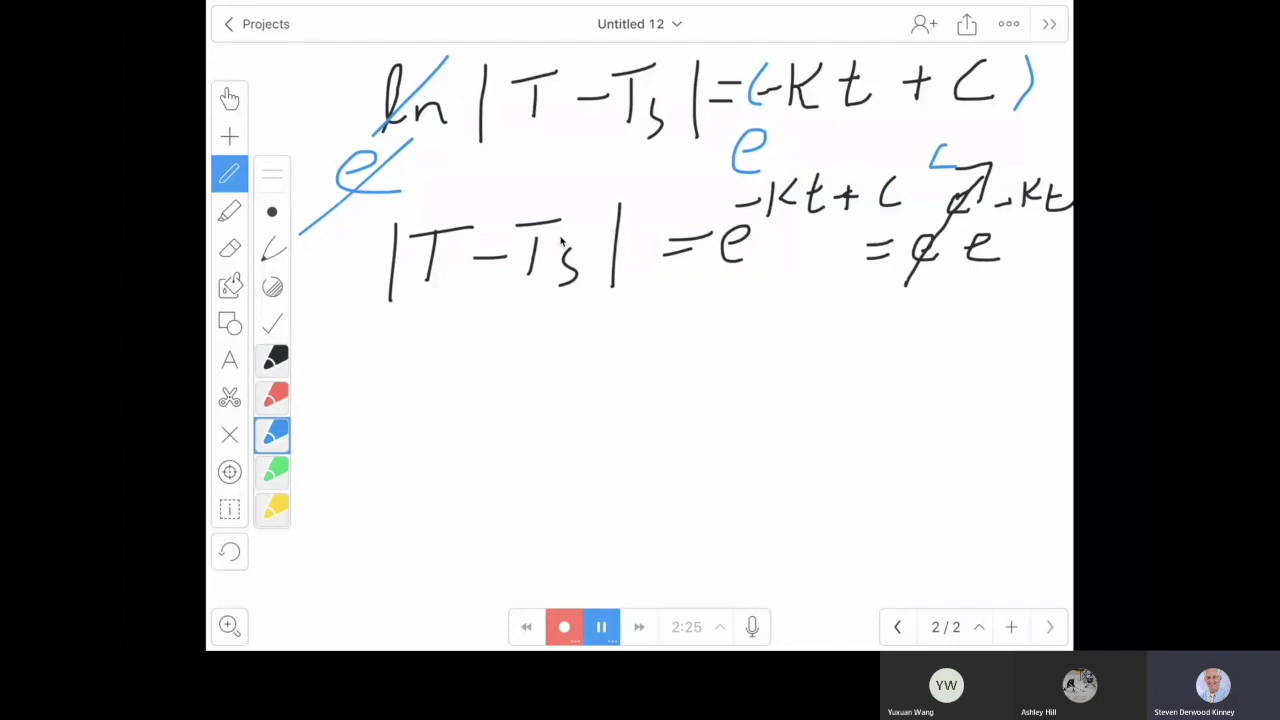 Projects
Untitled 12
ln |T - Ts| = (-Kt + C)
e e
|T - Ts| = e^-Kt + C = e^C e^-Kt
C
A
2:25
2 / 2
YW
Yuxuan Wang
Ashley Hill
Steven Derwood Kinney